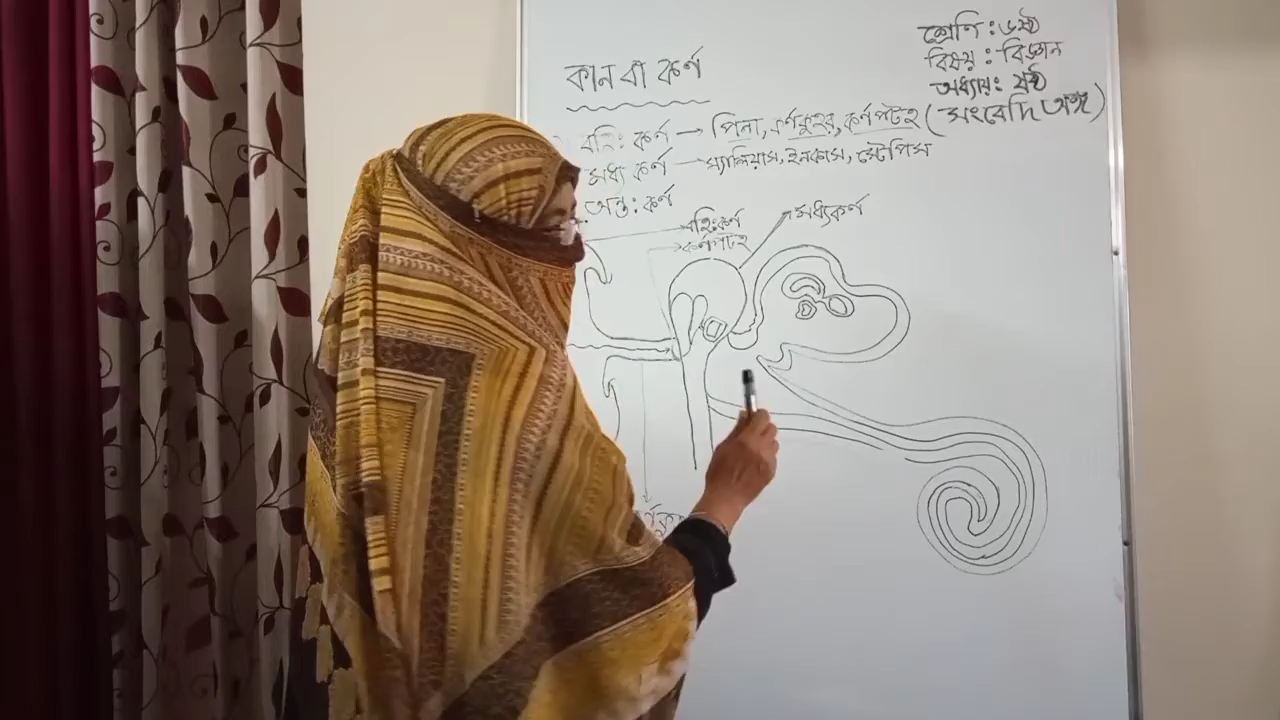 শ্রেণি : ৬ষ্ঠ
বিষয় : বিজ্ঞান
অধ্যায়: ষষ্ঠ
(সংবেদি অঙ্গ)
কান বা কর্ণ
বহি: কর্ণ → পিনা, কর্ণকুহর, কর্ণপটহ
মধ্য কর্ণ → ম্যালিয়াস, ইনকাস, স্টেপিস
অন্ত: কর্ণ
বহি:কর্ণ
মধ্যকর্ণ
কর্ণপটহ